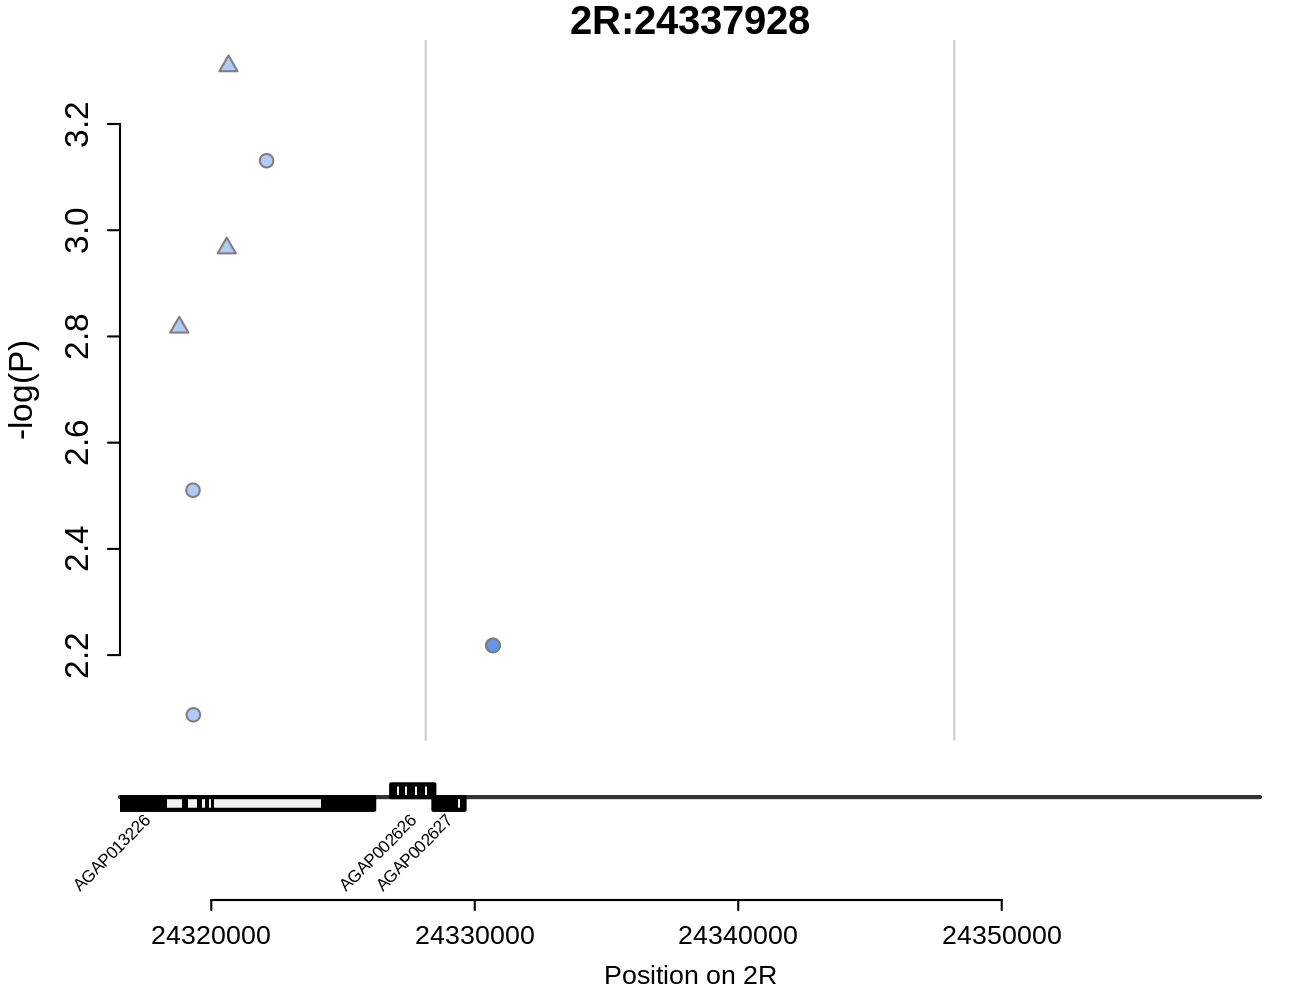 2R:24337928
-log(P)
3.2
3.0
2.8
2.6
2.4
2.2
AGAP013226
AGAP002626
AGAP002627
24320000 24330000 24340000 24350000
Position on 2R